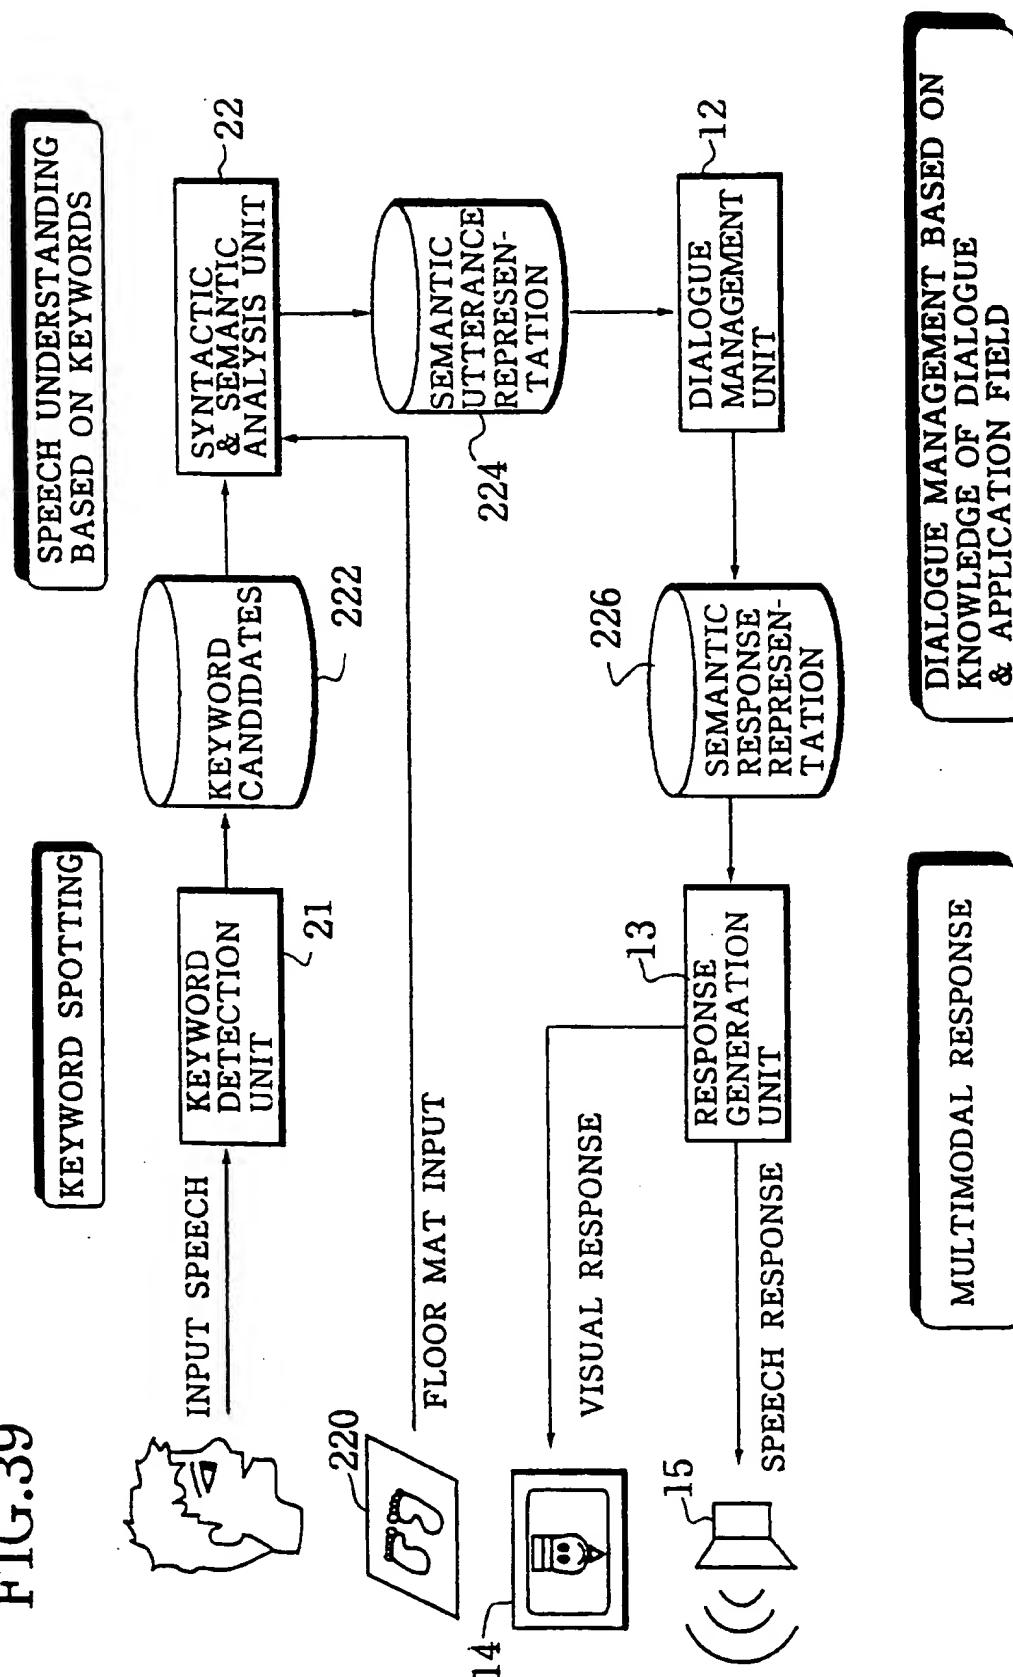 FIG.39
KEYWORD SPOTTING
SPEECH UNDERSTANDING
BASED ON KEYWORDS
INPUT SPEECH
KEYWORD
DETECTION
UNIT
21
KEYWORD
CANDIDATES
222
SYNTACTIC
& SEMANTIC
ANALYSIS UNIT
22
220
FLOOR MAT INPUT
SEMANTIC
UTTERANCE
REPRESEN-
TATION
224
14
VISUAL RESPONSE
13
RESPONSE
GENERATION
UNIT
226
SEMANTIC
RESPONSE
REPRESEN-
TATION
12
DIALOGUE
MANAGEMENT
UNIT
15
SPEECH RESPONSE
MULTIMODAL RESPONSE
DIALOGUE MANAGEMENT BASED ON
KNOWLEDGE OF DIALOGUE
& APPLICATION FIELD